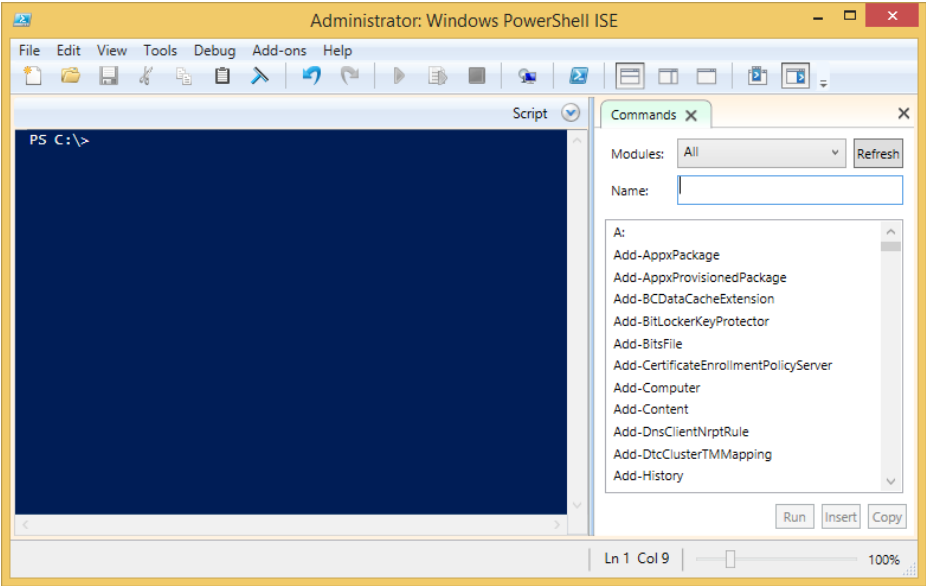 Administrator: Windows PowerShell ISE
File Edit View Tools Debug Add-ons Help
Script
PS C:\>
Commands
Modules: All Refresh
Name:
A:
Add-AppxPackage
Add-AppxProvisionedPackage
Add-BCDataCacheExtension
Add-BitLockerKeyProtector
Add-BitsFile
Add-CertificateEnrollmentPolicyServer
Add-Computer
Add-Content
Add-DnsClientNrptRule
Add-DtcClusterTMMapping
Add-History
Run Insert Copy
Ln 1 Col 9 100%